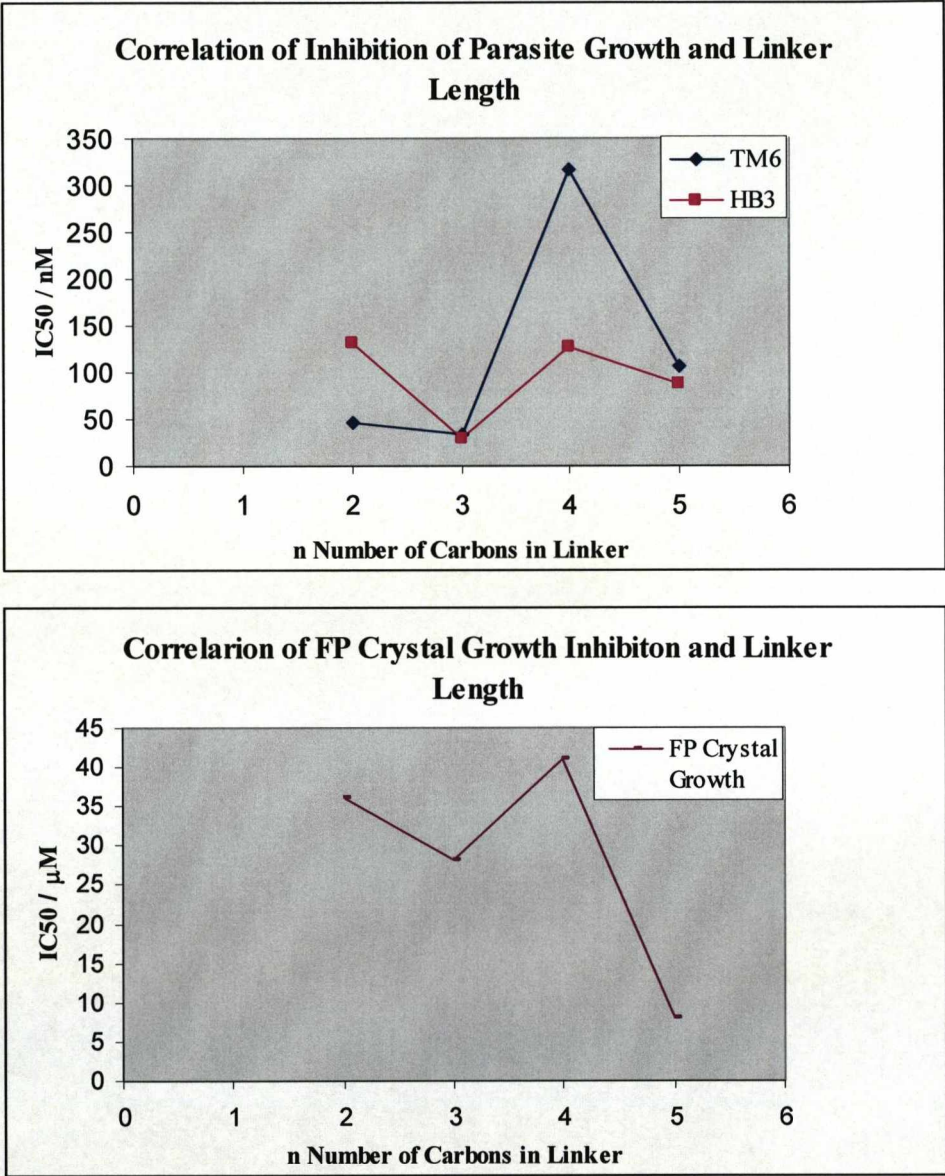 Correlation of Inhibition of Parasite Growth and Linker
Length
350
300
250
200
150
100
50
0
IC50 / nM
TM6
HB3
0 1 2 3 4 5 6
n Number of Carbons in Linker
Correlarion of FP Crystal Growth Inhibiton and Linker
Length
45
40
35
30
25
20
15
10
5
0
IC50 / µM
FP Crystal
Growth
0 1 2 3 4 5 6
n Number of Carbons in Linker